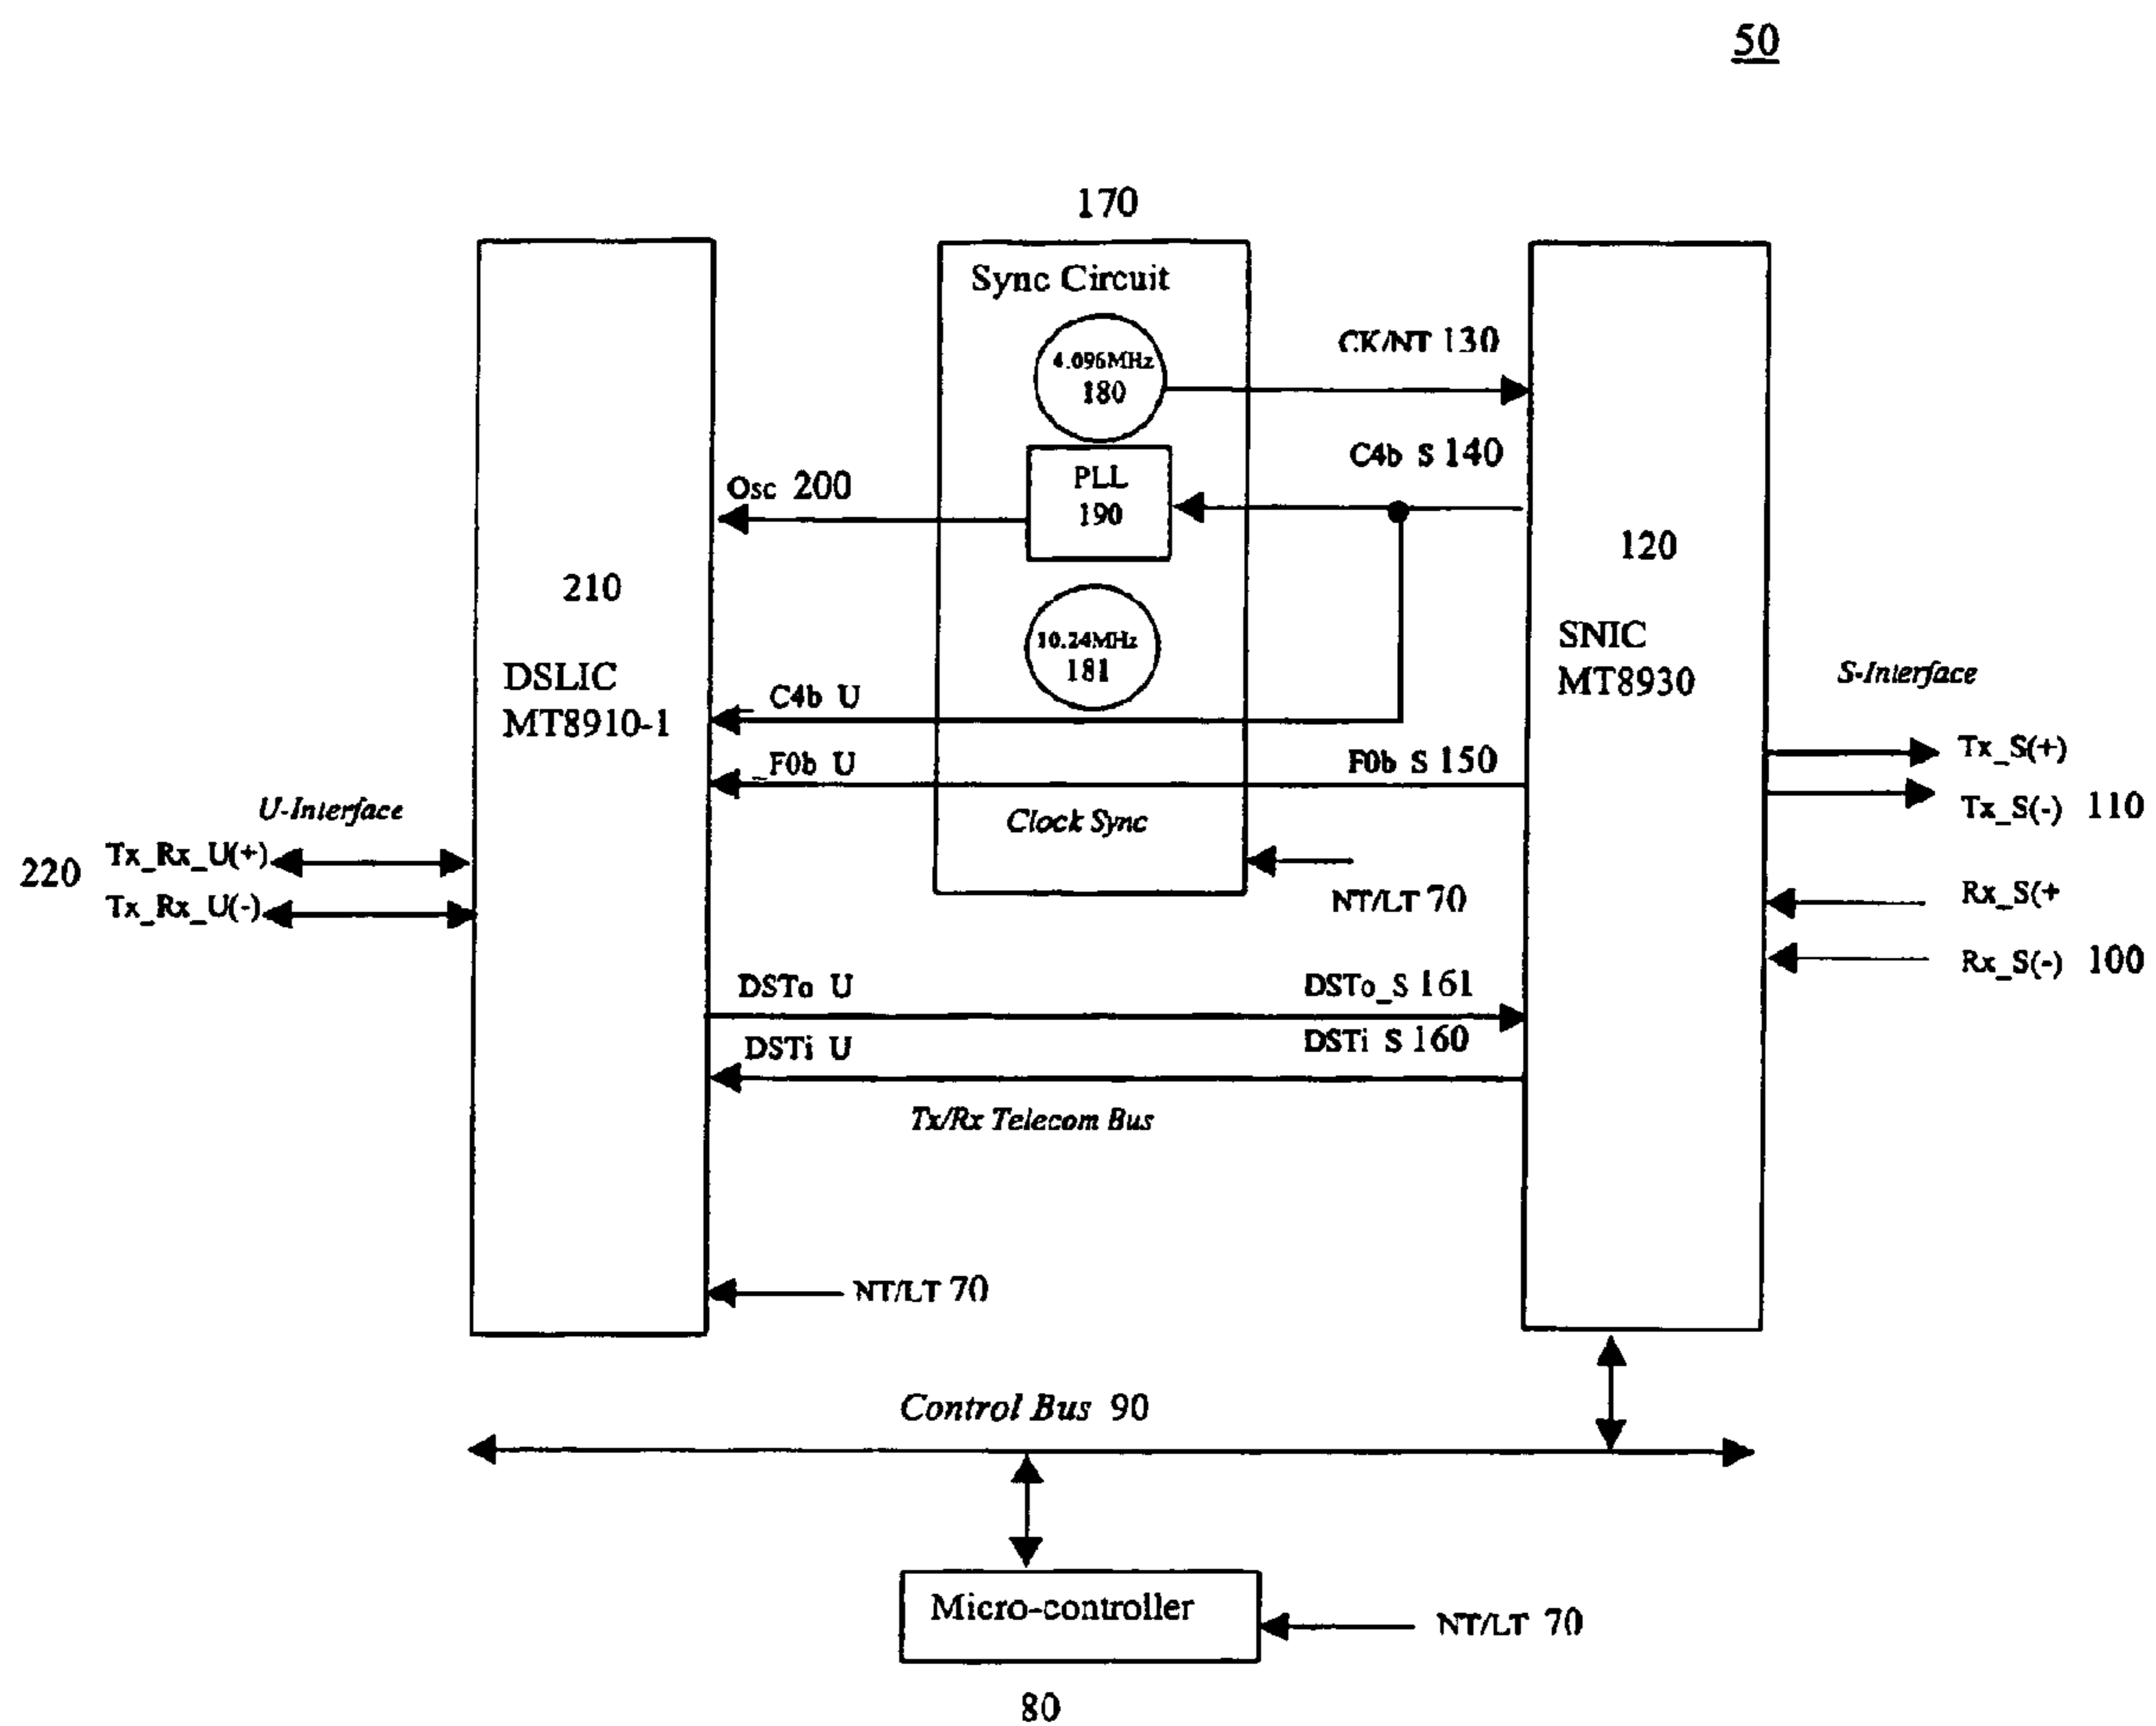 50
170
Sync Circuit
4.096MHz
180
CK/NT 130
C4b S 140
PLL
190
Osc 200
120
210
10.24MHz
181
SNIC
MT8930
S-Interface
DSLIC
MT8910-1
C4b U
F0b U
F0b S 150
Tx_S(+)
Tx_S(-) 110
U-Interface
Clock Sync
220
Tx_Rx_U(+)
Tx_Rx_U(-)
NT/LT 70
Rx_S(+
Rx_S(-) 100
DSTo U
DSTo_S 161
DSTi U
DSTi S 160
Tx/Rx Telecom Bus
NT/LT 70
Control Bus 90
Micro-controller
NT/LT 70
80